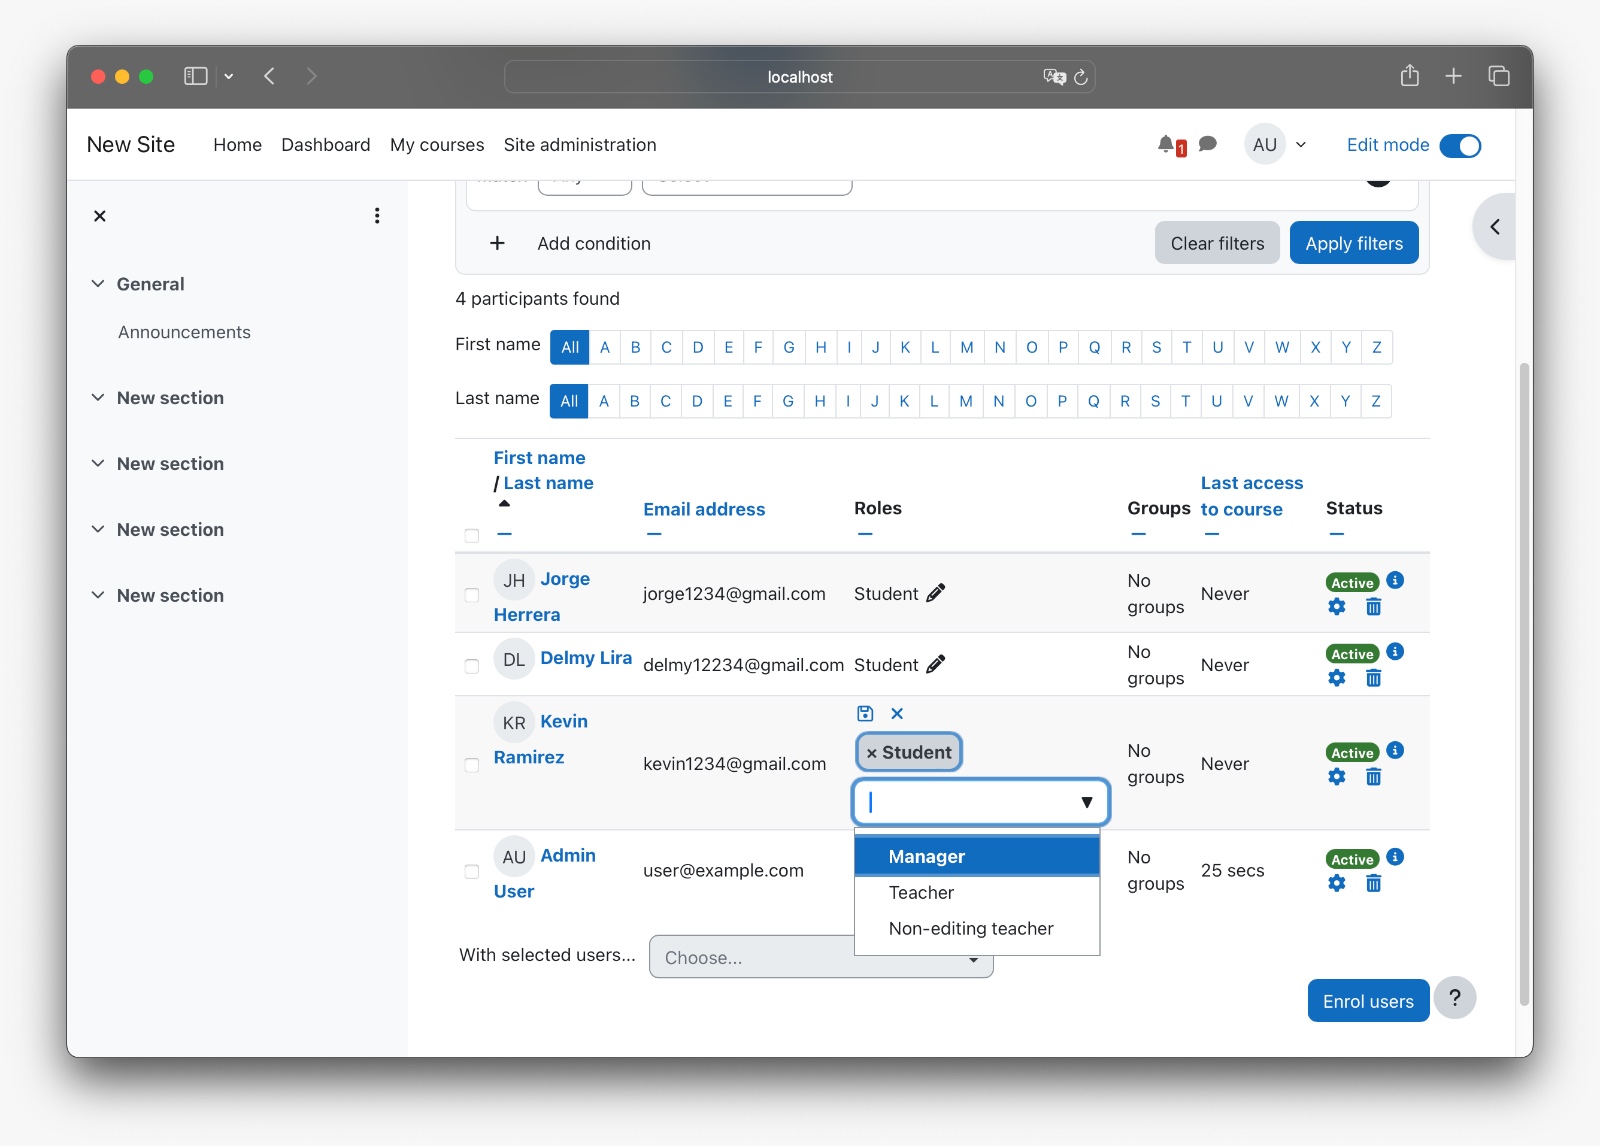 localhost
New Site Home Dashboard My courses Site administration 1 AU Edit mode
+ Add condition Clear filters Apply filters
4 participants found
First name All A B C D E F G H I J K L M N O P Q R S T U V W X Y Z
Last name All A B C D E F G H I J K L M N O P Q R S T U V W X Y Z
General
Announcements
New section
New section
New section
New section
First name
/ Last name
Email address
Roles
Groups
Last access
to course
Status
JH Jorge
Herrera
jorge1234@gmail.com
Student
No
groups
Never
Active
DL Delmy Lira
delmy12234@gmail.com
Student
No
groups
Never
Active
KR Kevin
Ramirez
kevin1234@gmail.com
× Student
No
groups
Never
Active
Manager
Teacher
Non-editing teacher
AU Admin
User
user@example.com
No
groups
25 secs
Active
With selected users... Choose...
Enrol users ?